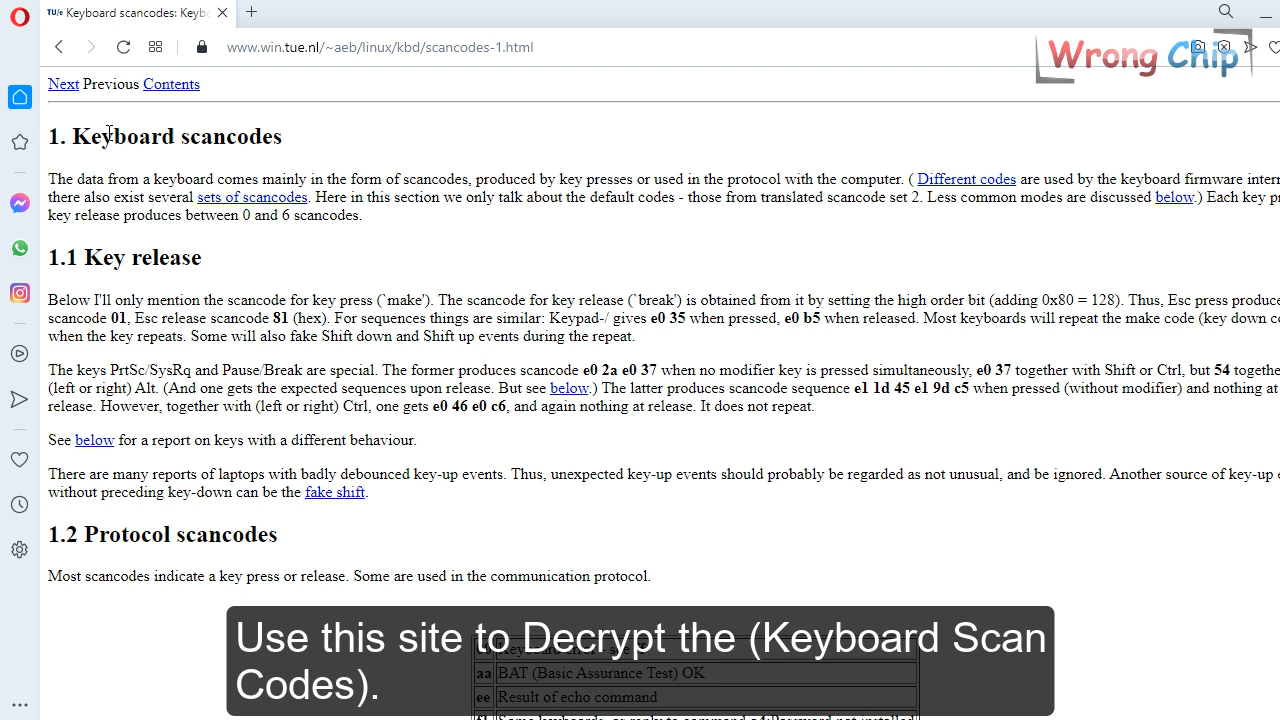 TU/e Keyboard scancodes: Keyb
www.win.tue.nl/~aeb/linux/kbd/scancodes-1.html
Wrong Chip
Next Previous Contents
1. Keyboard scancodes
The data from a keyboard comes mainly in the form of scancodes, produced by key presses or used in the protocol with the computer. ( Different codes are used by the keyboard firmware intern
there also exist several sets of scancodes. Here in this section we only talk about the default codes - those from translated scancode set 2. Less common modes are discussed below.) Each key p
key release produces between 0 and 6 scancodes.
1.1 Key release
Below I'll only mention the scancode for key press (`make'). The scancode for key release (`break') is obtained from it by setting the high order bit (adding 0x80 = 128). Thus, Esc press produce
scancode 01, Esc release scancode 81 (hex). For sequences things are similar: Keypad-/ gives e0 35 when pressed, e0 b5 when released. Most keyboards will repeat the make code (key down c
when the key repeats. Some will also fake Shift down and Shift up events during the repeat.
The keys PrtSc/SysRq and Pause/Break are special. The former produces scancode e0 2a e0 37 when no modifier key is pressed simultaneously, e0 37 together with Shift or Ctrl, but 54 togethe
(left or right) Alt. (And one gets the expected sequences upon release. But see below.) The latter produces scancode sequence e1 1d 45 e1 9d c5 when pressed (without modifier) and nothing at
release. However, together with (left or right) Ctrl, one gets e0 46 e0 c6, and again nothing at release. It does not repeat.
See below for a report on keys with a different behaviour.
There are many reports of laptops with badly debounced key-up events. Thus, unexpected key-up events should probably be regarded as not unusual, and be ignored. Another source of key-up e
without preceding key-down can be the fake shift.
1.2 Protocol scancodes
Most scancodes indicate a key press or release. Some are used in the communication protocol.
Use this site to Decrypt the (Keyboard Scan
Codes).
aa BAT (Basic Assurance Test) OK
ee Result of echo command